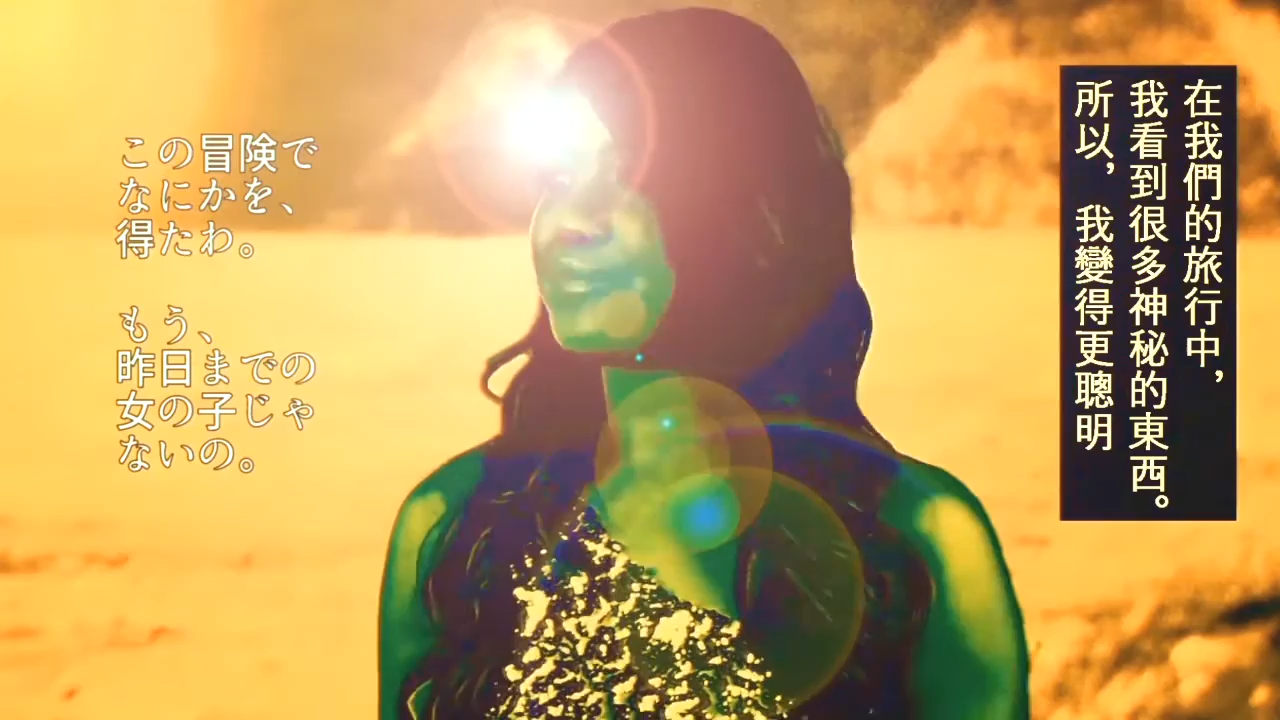 この冒険で
なにかを、
得たわ。
もう、
昨日までの
女の子じゃ
ないの。
在我們的旅行中，
我看到很多神秘的東西。
所以，我變得更聰明